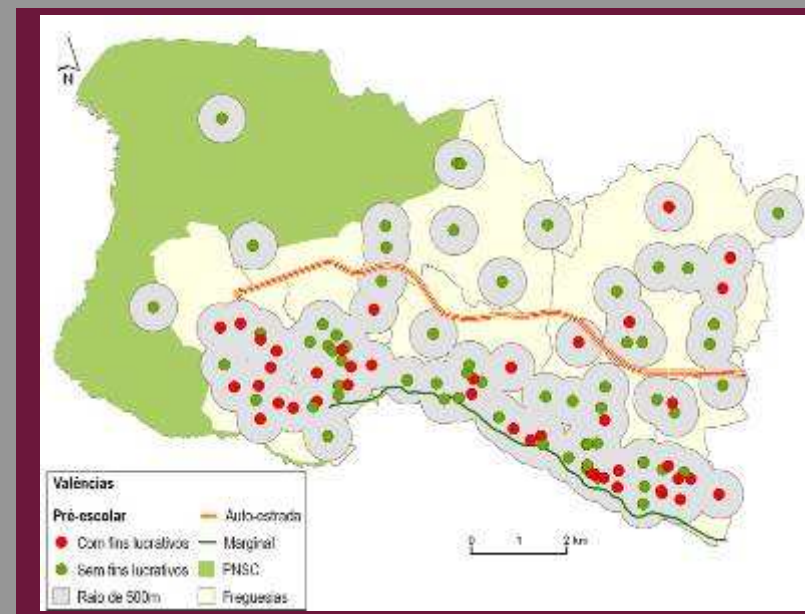 N
0 1 2 km
Valências
Pré-escolar
Com fins lucrativos
Sem fins lucrativos
Raio de 500m
Auto-estrada
Marginal
PNSC
Freguesias